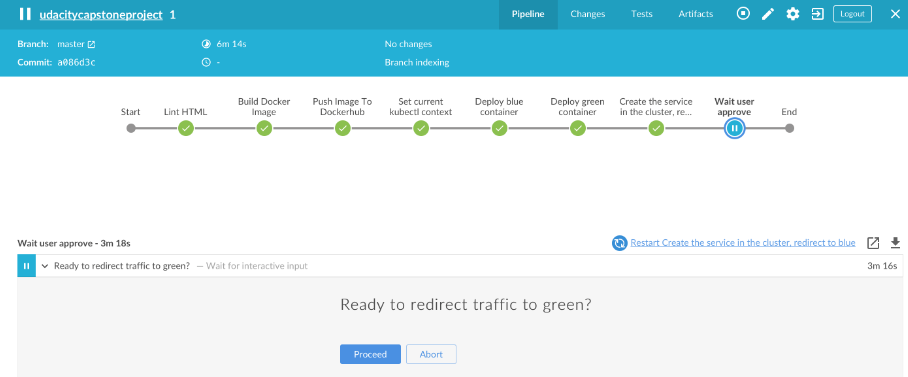 udacitycapstoneproject 1
Pipeline Changes Tests Artifacts Logout
Branch: master 6m 14s No changes
Commit: a086d3c - Branch indexing
Start
Lint HTML
Build Docker
Image
Push Image To
Dockerhub
Set current
kubectl context
Deploy blue
container
Deploy green
container
Create the service
in the cluster, re...
Wait user
approve
End
Wait user approve - 3m 18s
Restart Create the service in the cluster, redirect to blue
Ready to redirect traffic to green? — Wait for interactive input 3m 16s
Ready to redirect traffic to green?
Proceed Abort